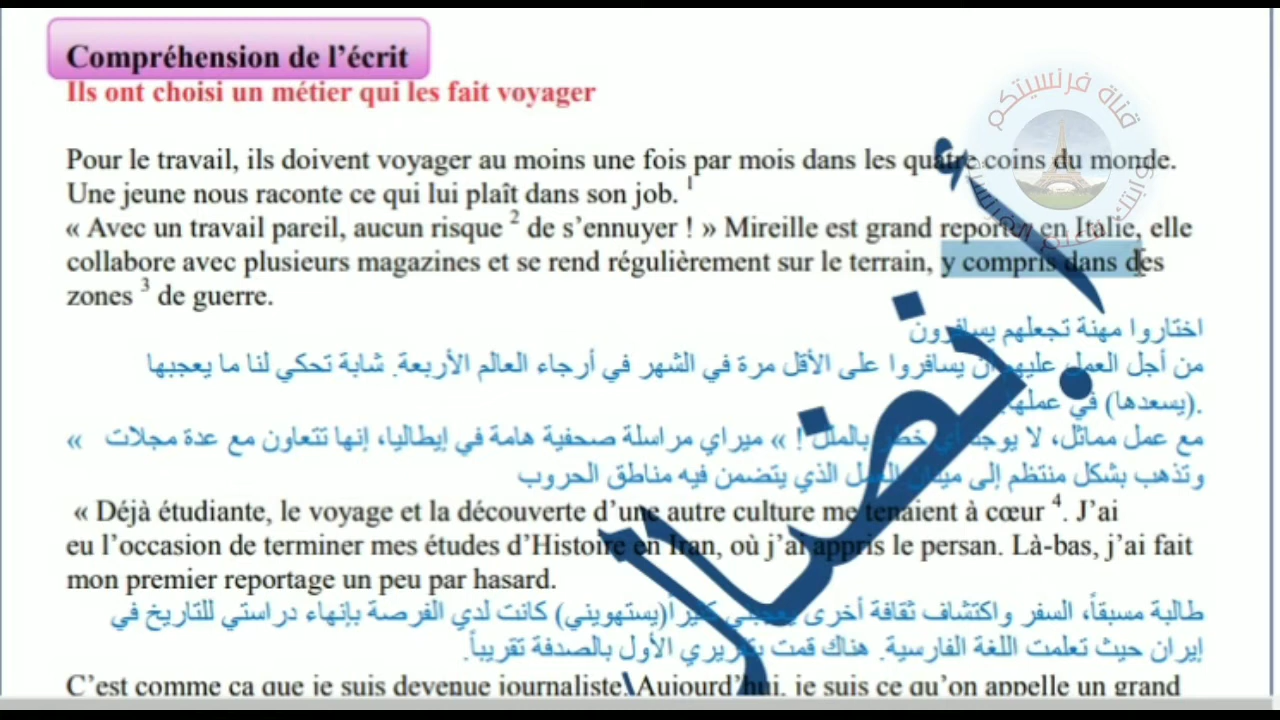 Compréhension de l'écrit
Ils ont choisi un métier qui les fait voyager
قناة فرنسيتكم
Pour le travail, ils doivent voyager au moins une fois par mois dans les quatre coins du monde.
Une jeune nous raconte ce qui lui plaît dans son job. 1
« Avec un travail pareil, aucun risque 2 de s'ennuyer ! » Mireille est grand reporter en Italie, elle
collabore avec plusieurs magazines et se rend régulièrement sur le terrain, y compris dans des
zones 3 de guerre.
اختاروا مهنة تجعلهم يسافرون
من أجل العمل عليهم أن يسافروا على الأقل مرة في الشهر في أرجاء العالم الأربعة. شابة تحكي لنا ما يعجبها
.(يسعدها) في عملها
مع عمل مماثل، لا يوجد أي خطر بالملل ! » ميراي مراسلة صحفية هامة في إيطاليا، إنها تتعاون مع عدة مجلات «
وتذهب بشكل منتظم إلى ميدان العمل الذي يتضمن فيه مناطق الحروب
« Déjà étudiante, le voyage et la découverte d'une autre culture me tenaient à cœur 4. J'ai
eu l'occasion de terminer mes études d'Histoire en Iran, où j'ai appris le persan. Là-bas, j'ai fait
mon premier reportage un peu par hasard.
طالبة مسبقاً، السفر واكتشاف ثقافة أخرى يعجبني كثيراً(يستهويني) كانت لدي الفرصة بإنهاء دراستي للتاريخ في
إيران حيث تعلمت اللغة الفارسية. هناك قمت بتقريري الأول بالصدفة تقريباً.
C'est comme ça que je suis devenue journaliste. Aujourd'hui, je suis ce qu'on appelle un grand